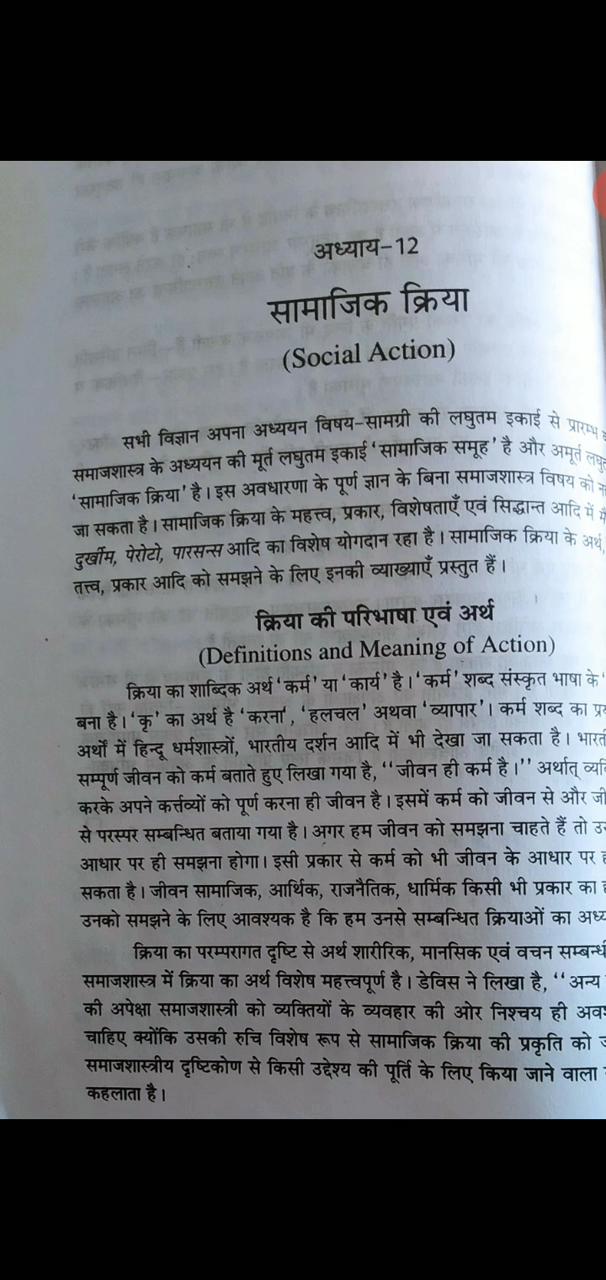 अध्याय-12
सामाजिक क्रिया
(Social Action)
सभी विज्ञान अपना अध्ययन विषय-सामग्री की लघुतम इकाई से प्रारम्भ
समाजशास्त्र के अध्ययन की मूर्त लघुतम इकाई 'सामाजिक समूह' है और अमूर्त
'सामाजिक क्रिया' है। इस अवधारणा के पूर्ण ज्ञान के बिना समाजशास्त्र विषय को
जा सकता है। सामाजिक क्रिया के महत्त्व, प्रकार, विशेषताएँ एवं सिद्धान्त आदि में
दुर्खीम, पेरोटो, पारसन्स आदि का विशेष योगदान रहा है। सामाजिक क्रिया के अर्थ,
तत्त्व, प्रकार आदि को समझने के लिए इनकी व्याख्याएँ प्रस्तुत हैं।
क्रिया की परिभाषा एवं अर्थ
(Definitions and Meaning of Action)
क्रिया का शाब्दिक अर्थ 'कर्म' या 'कार्य' है। 'कर्म' शब्द संस्कृत भाषा के '
बना है। 'कृ' का अर्थ है 'करना', 'हलचल' अथवा 'व्यापार'। कर्म शब्द का
अर्थों में हिन्दू धर्मशास्त्रों, भारतीय दर्शन आदि में भी देखा जा सकता है।
सम्पूर्ण जीवन को कर्म बताते हुए लिखा गया है, "जीवन ही कर्म है।" अर्थात्
करके अपने कर्त्तव्यों को पूर्ण करना ही जीवन है। इसमें कर्म को जीवन से और
से परस्पर सम्बन्धित बताया गया है। अगर हम जीवन को समझना चाहते हैं तो
आधार पर ही समझना होगा। इसी प्रकार से कर्म को भी जीवन के आधार पर
सकता है। जीवन सामाजिक, आर्थिक, राजनैतिक, धार्मिक किसी भी प्रकार का
उनको समझने के लिए आवश्यक है कि हम उनसे सम्बन्धित क्रियाओं का
क्रिया का परम्परागत दृष्टि से अर्थ शारीरिक, मानसिक एवं वचन
समाजशास्त्र में क्रिया का अर्थ विशेष महत्त्वपूर्ण है। डेविस ने लिखा है, "अन्य
की अपेक्षा समाजशास्त्री को व्यक्तियों के व्यवहार की ओर निश्चय ही
चाहिए क्योंकि उसकी रुचि विशेष रूप से सामाजिक क्रिया की प्रकृति को
समाजशास्त्रीय दृष्टिकोण से किसी उद्देश्य की पूर्ति के लिए किया जाने वाला
कहलाता है।